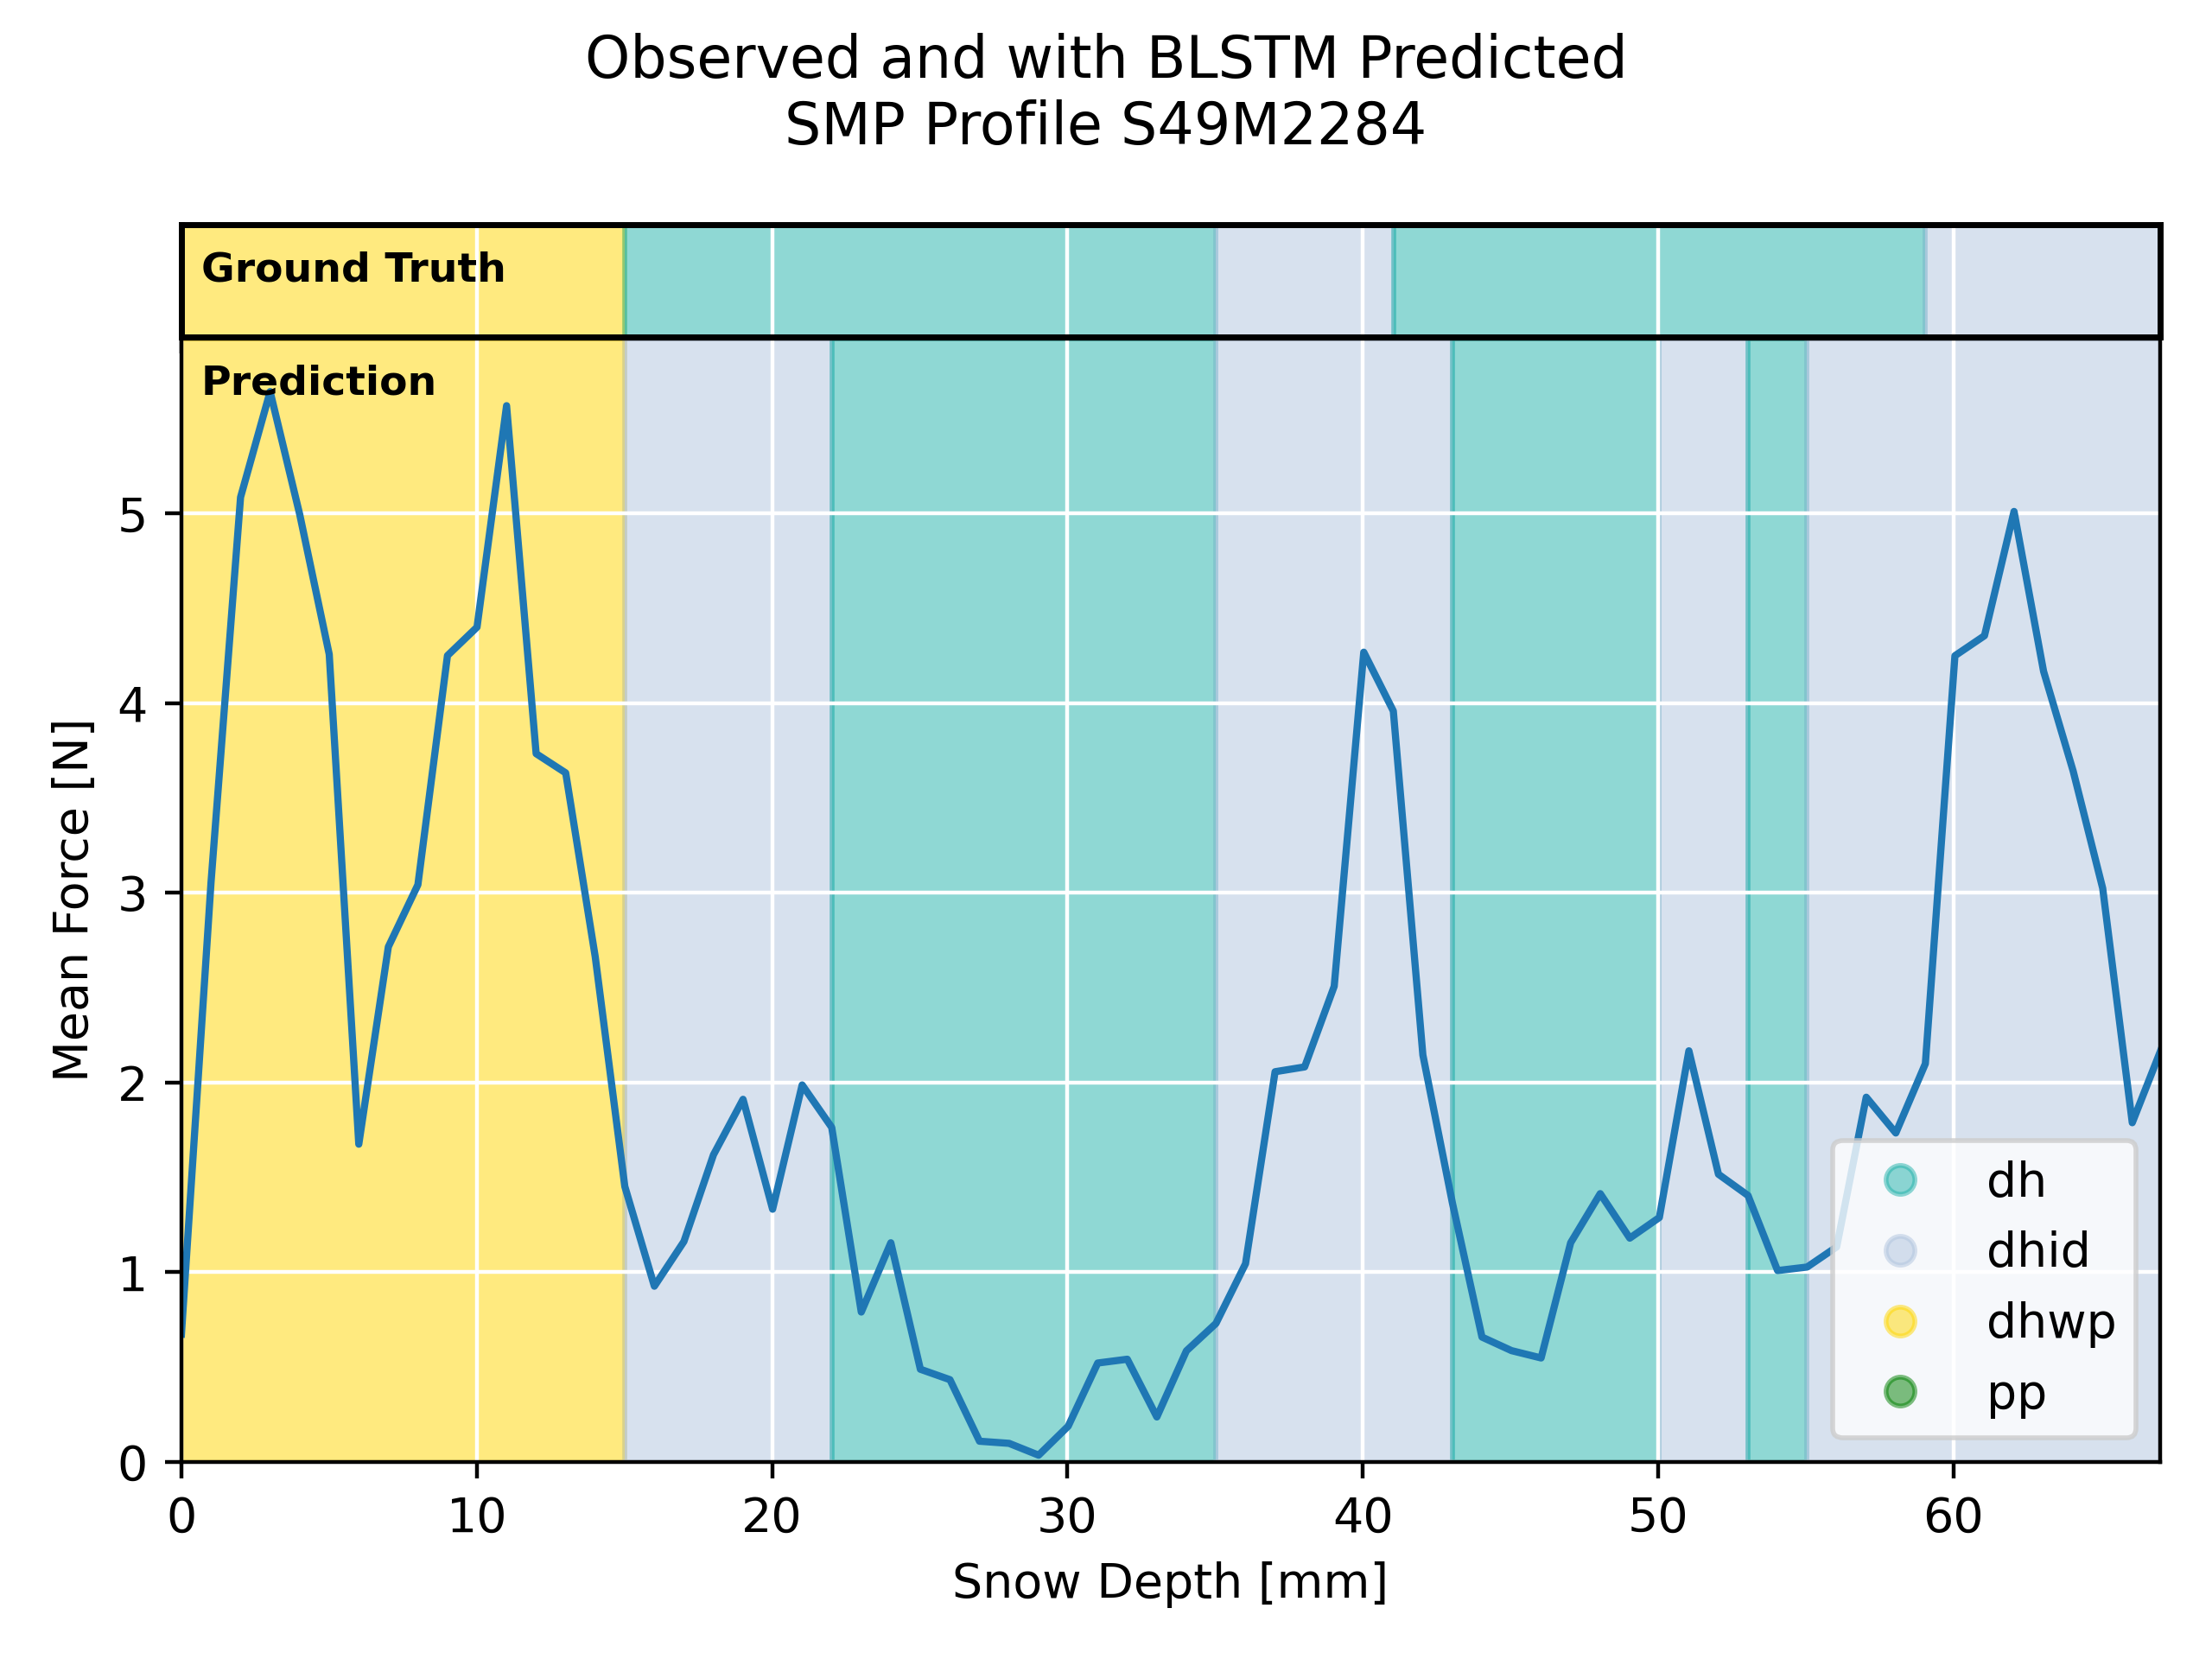 Observed and with BLSTM Predicted
SMP Profile S49M2284
Ground Truth
Prediction
5
4
3
2
1
0
Mean Force [N]
dh
dhid
dhwp
pp
0 10 20 30 40 50 60
Snow Depth [mm]